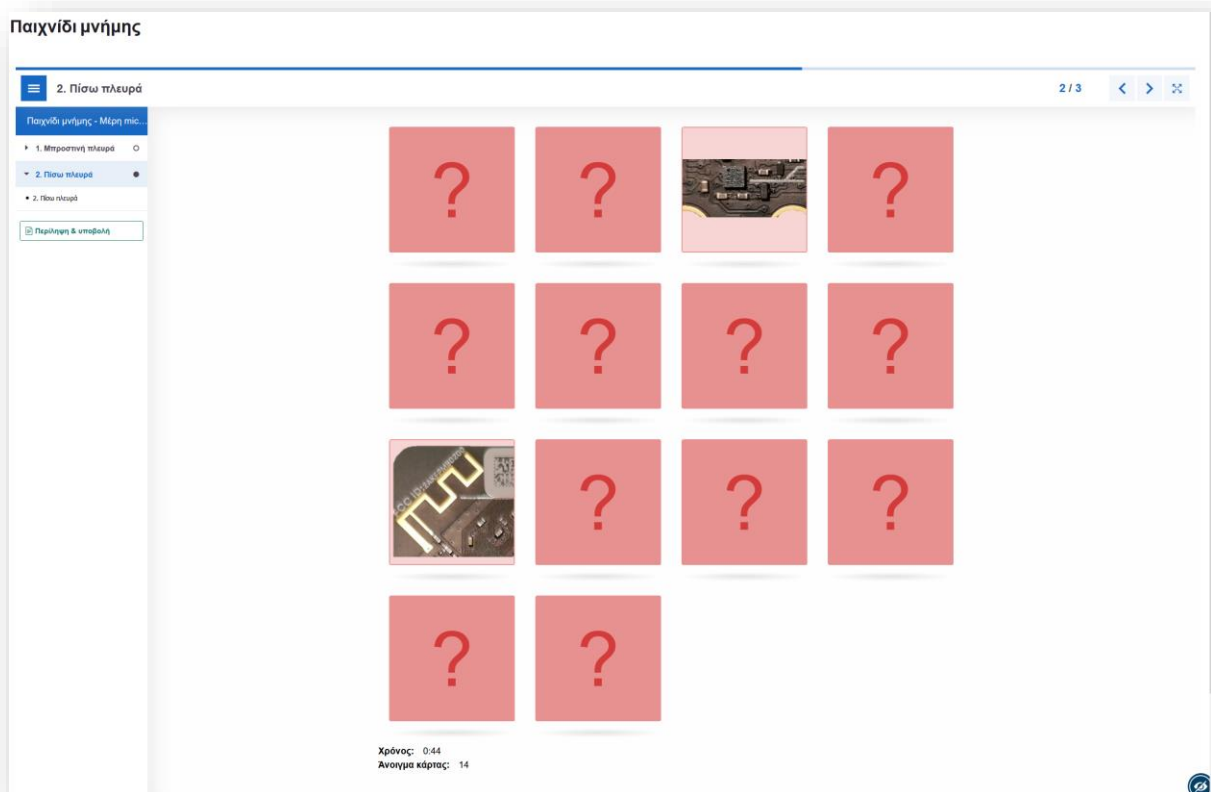 Παιχνίδι μνήμης
2. Πίσω πλευρά
2 / 3
Παιχνίδι μνήμης - Μέρη mic...
1. Μπροστινή πλευρά
2. Πίσω πλευρά
2. Πίσω πλευρά
Περίληψη & υποβολή
? ? ?
? ? ? ?
? ? ?
? ?
Χρόνος: 0:44
Άνοιγμα κάρτας: 14